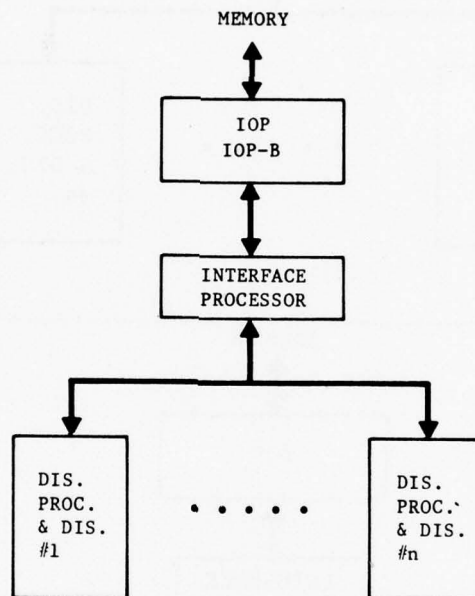 MEMORY
IOP
IOP-B
INTERFACE
PROCESSOR
DIS.
PROC.
& DIS.
#1
. . . . .
DIS.
PROC.
& DIS.
#n